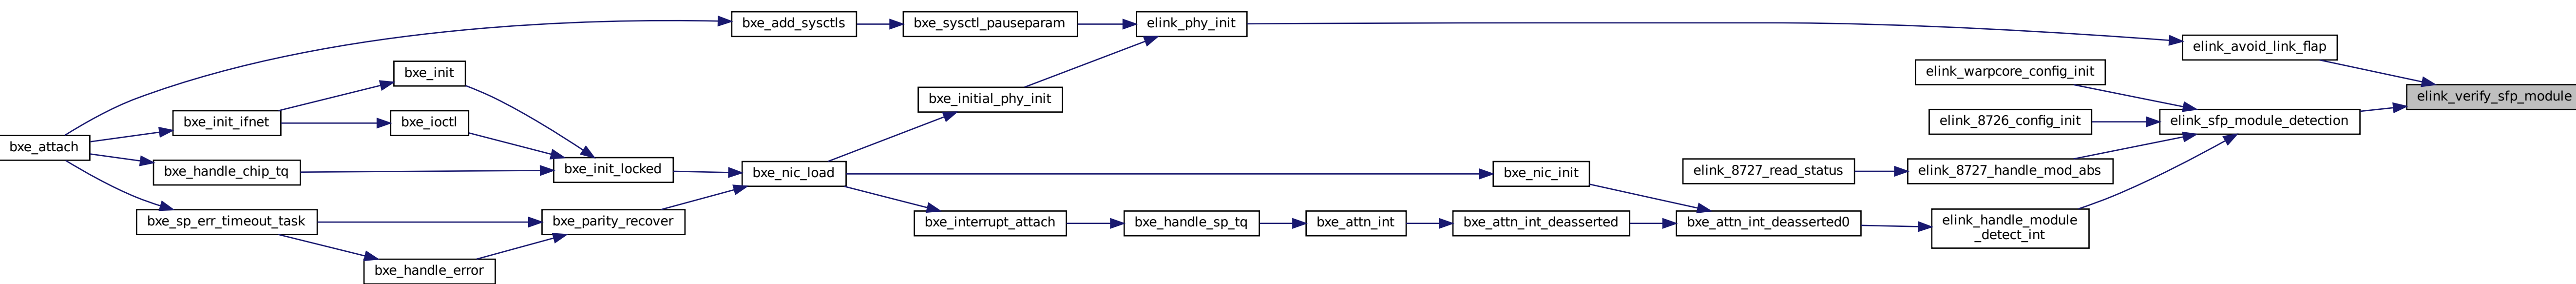 bxe_attach
bxe_add_sysctls
bxe_sysctl_pauseparam
elink_phy_init
elink_avoid_link_flap
bxe_init
elink_warpcore_config_init
bxe_initial_phy_init
elink_verify_sfp_module
bxe_init_ifnet
bxe_ioctl
elink_8726_config_init
elink_sfp_module_detection
bxe_handle_chip_tq
bxe_init_locked
bxe_nic_load
bxe_nic_init
elink_8727_read_status
elink_8727_handle_mod_abs
bxe_sp_err_timeout_task
bxe_parity_recover
bxe_interrupt_attach
bxe_handle_sp_tq
bxe_attn_int
bxe_attn_int_deasserted
bxe_attn_int_deasserted0
elink_handle_module
_detect_int
bxe_handle_error